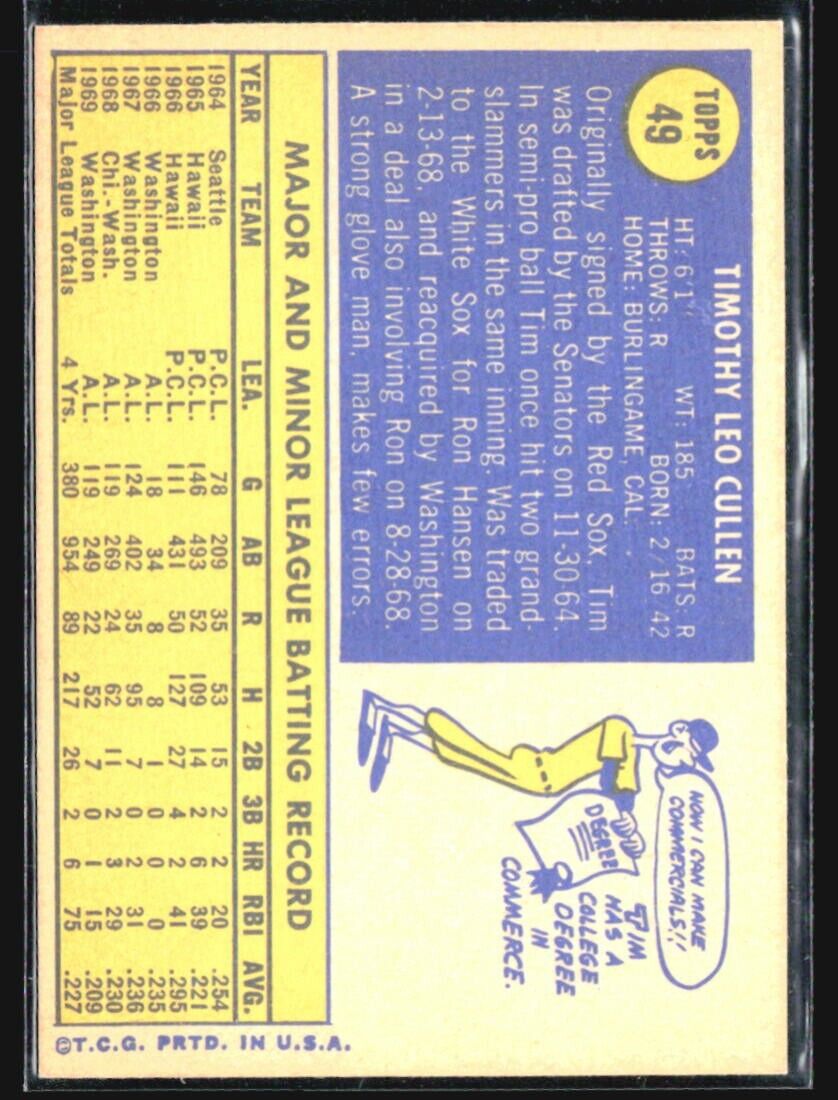 TOPPS
49
TIMOTHY LEO CULLEN
HT: 6'1" WT: 185 BATS: R
THROWS: R BORN: 2/16/42
HOME: BURLINGAME, CAL.
Originally signed by the Red Sox, Tim
was drafted by the Senators on 11-30-64.
In semi-pro ball Tim once hit two grand-
slammers in the same inning. Was traded
to the White Sox for Ron Hansen on
2-13-68, and reacquired by Washington
in a deal also involving Ron on 8-28-68.
A strong glove man, makes few errors.
NOW I CAN MAKE
COMMERCIALS!!
DEGREE
TIM
HAS A
COLLEGE
DEGREE
IN
COMMERCE.
MAJOR AND MINOR LEAGUE BATTING RECORD
YEAR TEAM LEA. G AB R H 2B 3B HR RBI AVG.
1964 Seattle P.C.L. 78 209 35 53 15 2 2 20 .254
1965 Hawaii P.C.L. 146 493 52 109 14 2 6 39 .221
1966 Hawaii P.C.L. 111 431 50 127 27 4 2 41 .295
1966 Washington A.L. 18 34 8 8 1 0 0 0 .235
1967 Washington A.L. 124 402 35 95 7 0 2 31 .236
1968 Chi.-Wash. A.L. 119 269 24 62 11 2 3 29 .230
1969 Washington A.L. 119 249 22 52 7 0 1 15 .209
Major League Totals 4 Yrs. 380 954 89 217 26 2 6 75 .227
©T.C.G. PRTD. IN U.S.A.